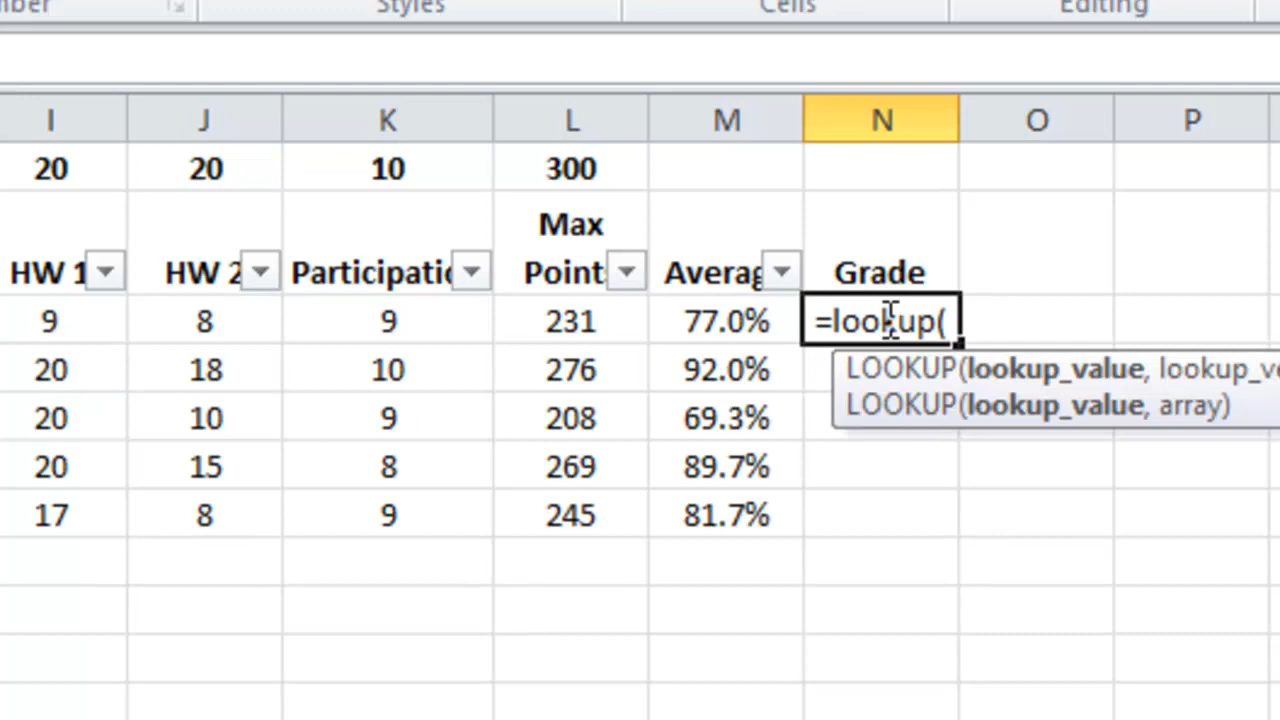 mber Styles Cells Editing
I J K L M N O P
20 20 10 300
Max
HW 1 HW 2 Participatic Point Averag Grade
9 8 9 231 77.0% =lookup(
20 18 10 276 92.0% LOOKUP(lookup_value, lookup_ve
20 10 9 208 69.3% LOOKUP(lookup_value, array)
20 15 8 269 89.7%
17 8 9 245 81.7%